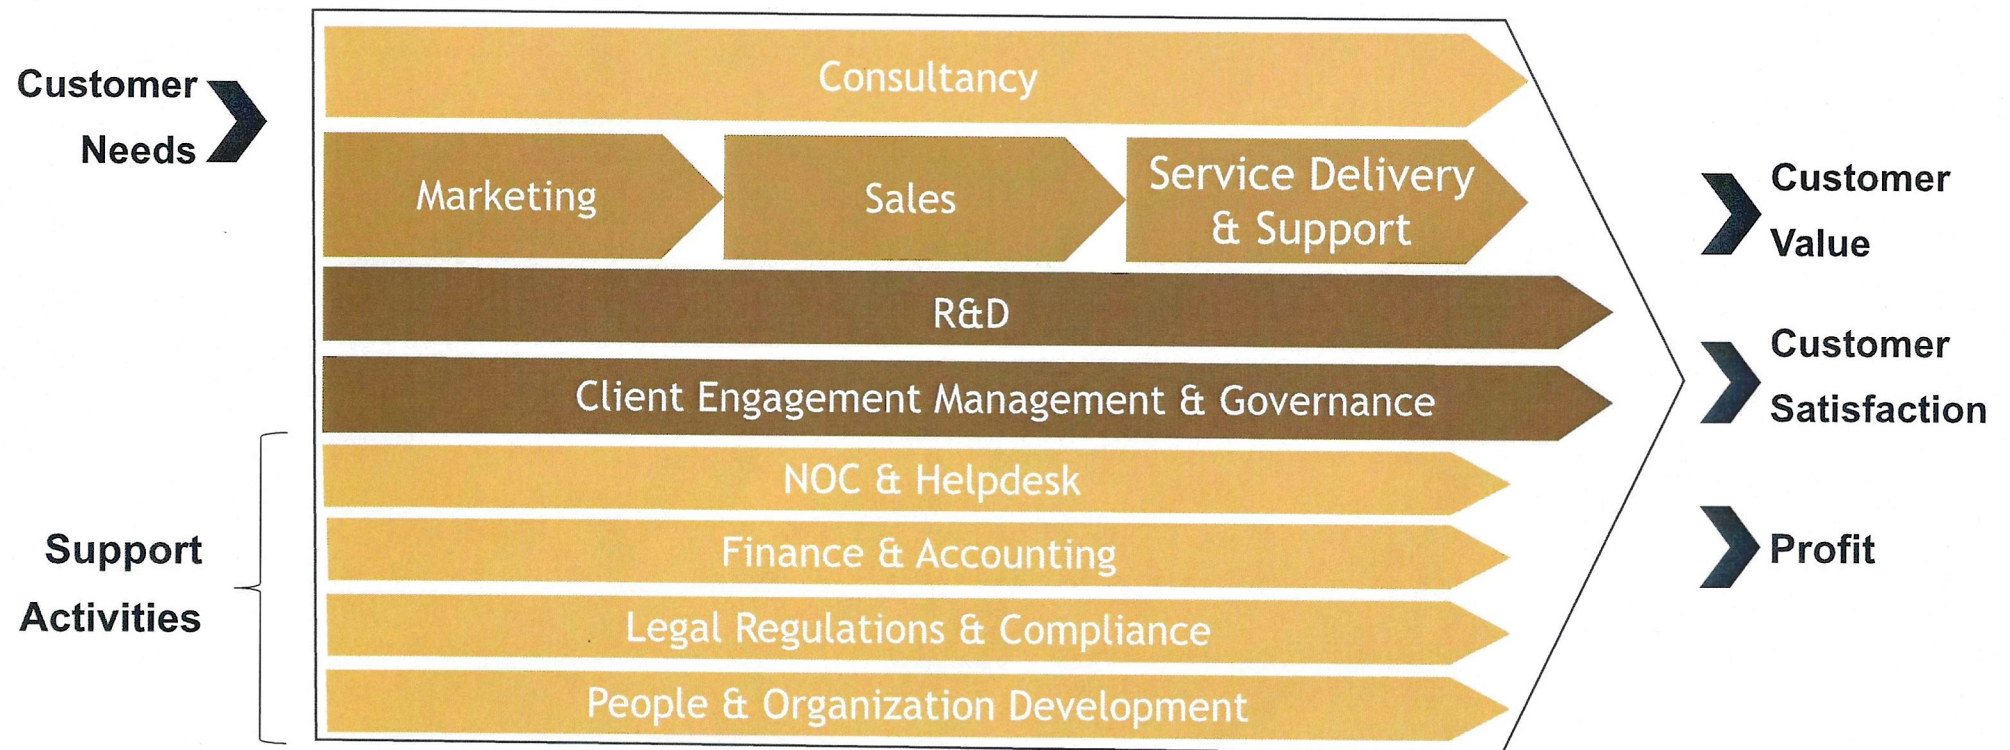 Customer
Needs
Consultancy
Marketing
Sales
Service Delivery
& Support
R&D
Client Engagement Management & Governance
Support
Activities
NOC & Helpdesk
Finance & Accounting
Legal Regulations & Compliance
People & Organization Development
Customer
Value
Customer
Satisfaction
Profit